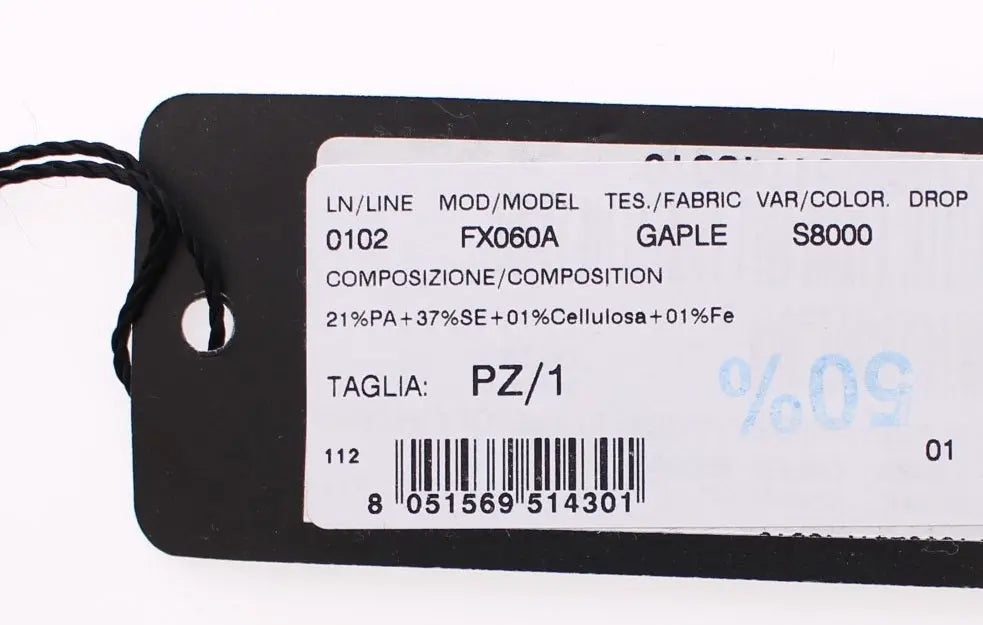 LN/LINE MOD/MODEL TES./FABRIC VAR/COLOR. DROP
0102 FX060A GAPLE S8000
COMPOSIZIONE/COMPOSITION
21%PA+37%SE+01%Cellulosa+01%Fe
TAGLIA: PZ/1
50%
112
01
8 051569 514301